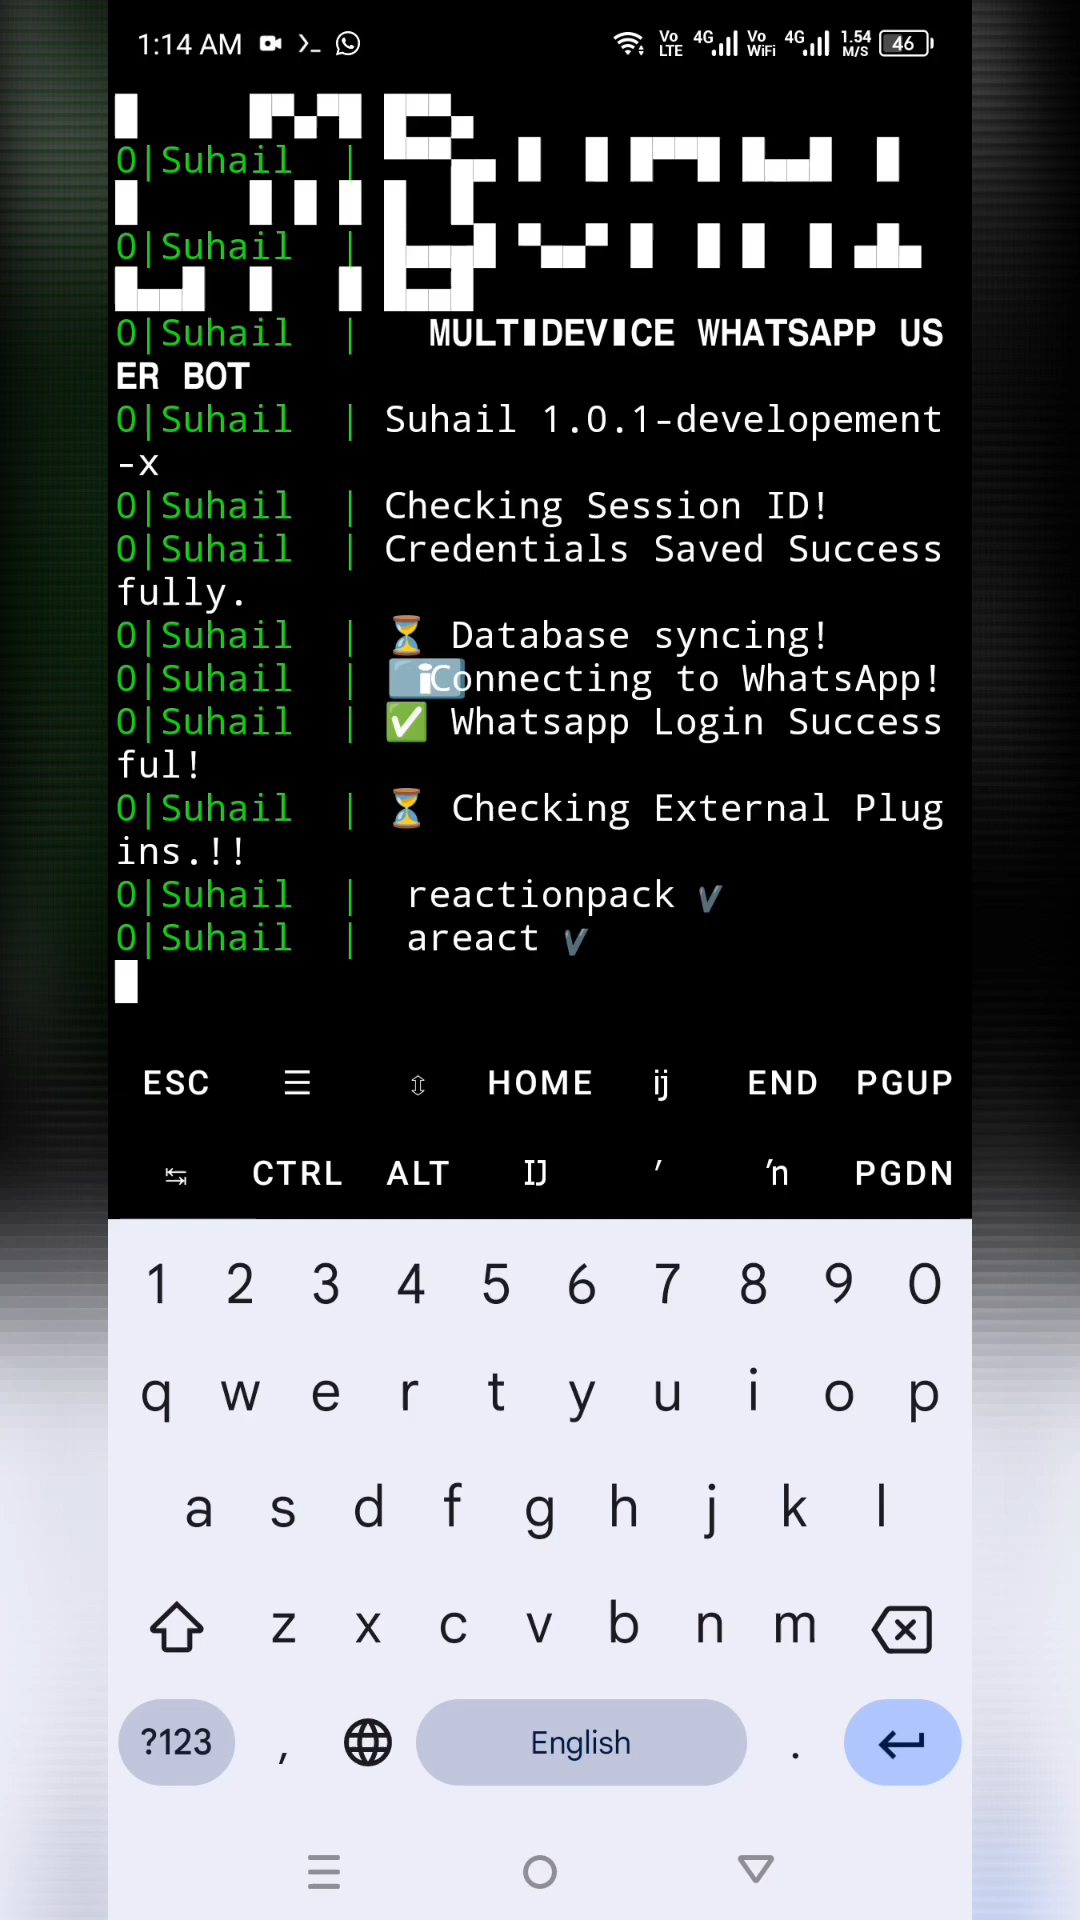 1:14 AM Vo LTE 4G Vo WiFi 4G 1.54 M/S 46
0|Suhail |
0|Suhail |
0|Suhail | MULTIDEVICE WHATSAPP US
ER BOT
0|Suhail | Suhail 1.0.1-developement
-x
0|Suhail | Checking Session ID!
0|Suhail | Credentials Saved Success
fully.
0|Suhail | ⏳ Database syncing!
0|Suhail | ℹ️Connecting to WhatsApp!
0|Suhail | ✅ Whatsapp Login Success
ful!
0|Suhail | ⏳ Checking External Plug
ins.!!
0|Suhail | reactionpack ✔
0|Suhail | areact ✔
ESC ☰ ⇳ HOME ĳ END PGUP
↹ CTRL ALT Ĳ ′ ŉ PGDN
1 2 3 4 5 6 7 8 9 0
q w e r t y u i o p
a s d f g h j k l
z x c v b n m
?123 , English .